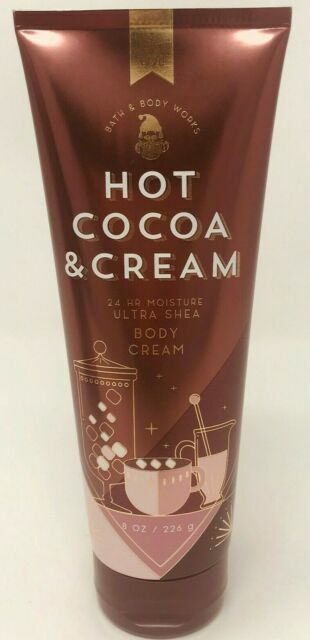 BATH & BODY WORKS
HOT
COCOA
& CREAM
24 HR MOISTURE
ULTRA SHEA
BODY
CREAM
8 OZ / 226 g